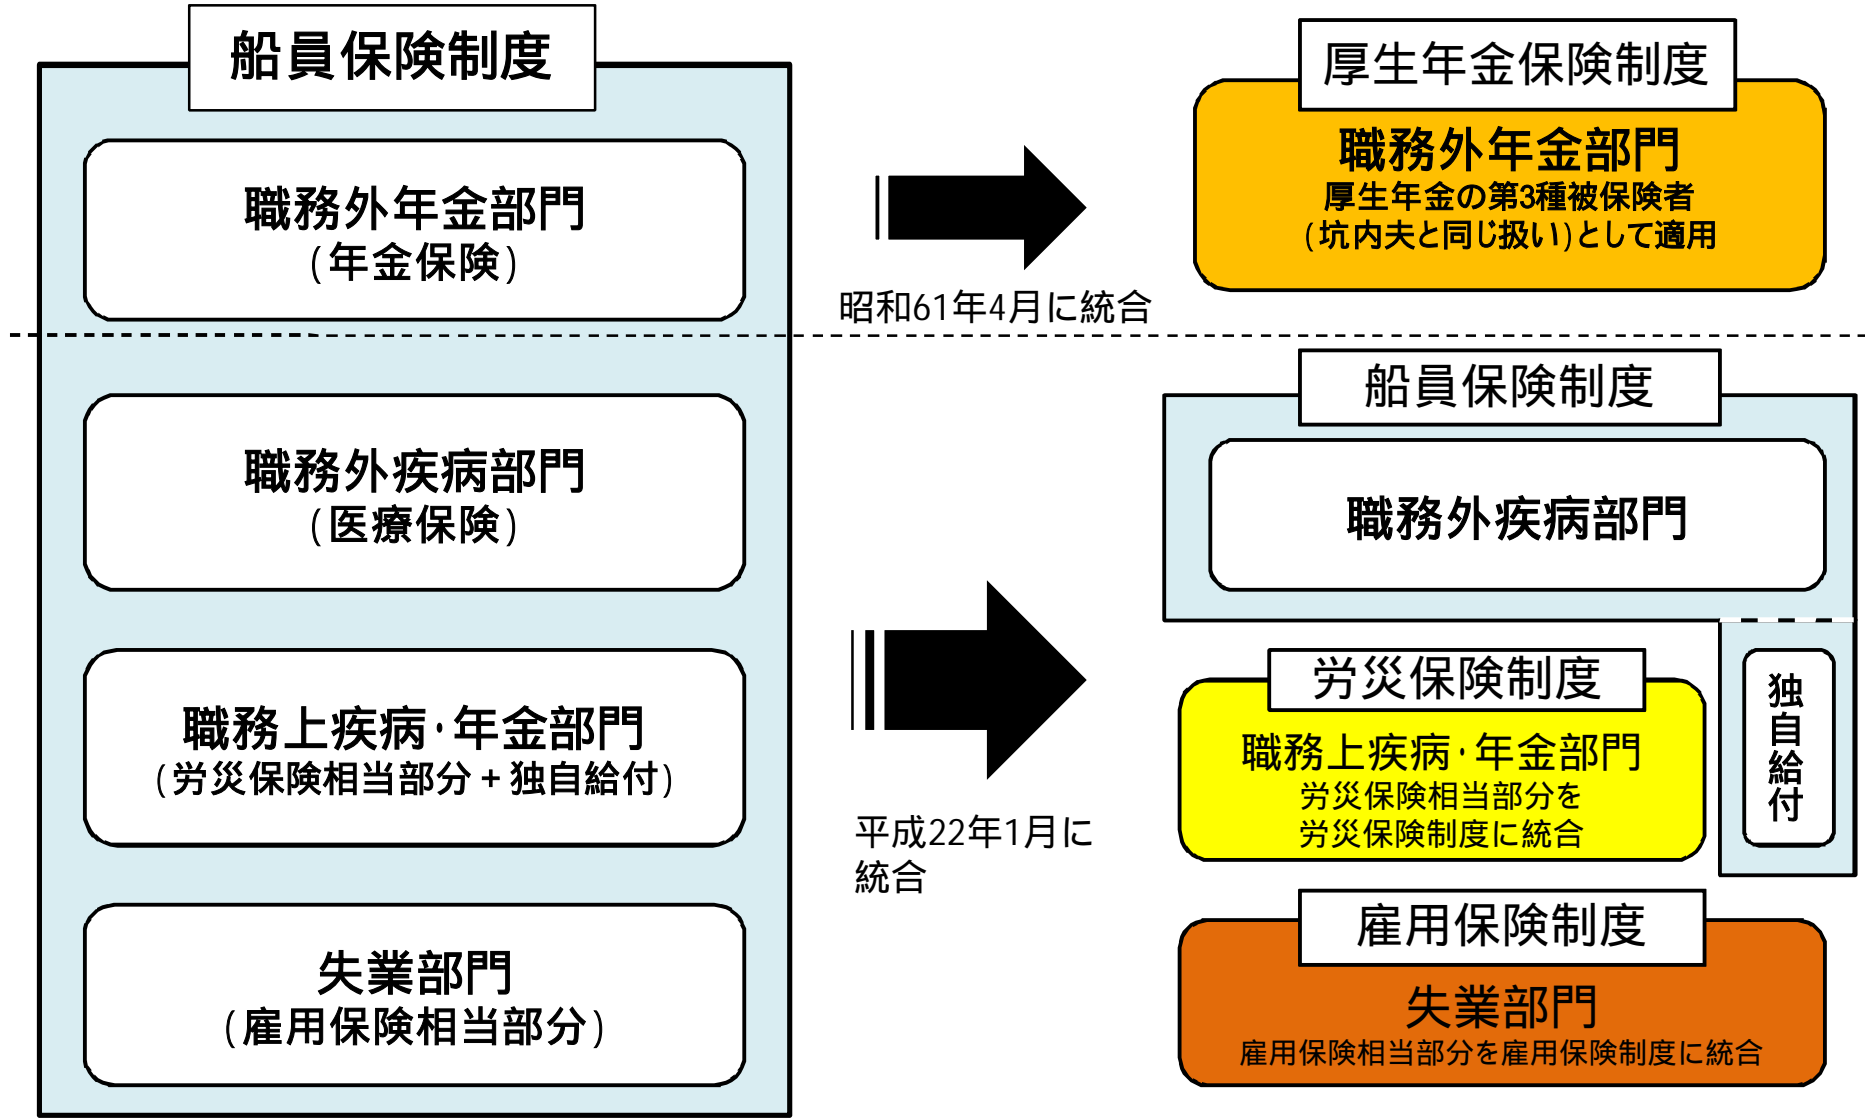 船員保険制度
職務外年金部門
(年金保険)
職務外疾病部門
(医療保険)
職務上疾病・年金部門
(労災保険相当部分+独自給付)
失業部門
(雇用保険相当部分)
昭和61年4月に統合
平成22年1月に
統合
厚生年金保険制度
職務外年金部門
厚生年金の第3種被保険者
(坑内夫と同じ扱い)として適用
船員保険制度
職務外疾病部門
労災保険制度
職務上疾病・年金部門
労災保険相当部分を
労災保険制度に統合
独自給付
雇用保険制度
失業部門
雇用保険相当部分を雇用保険制度に統合